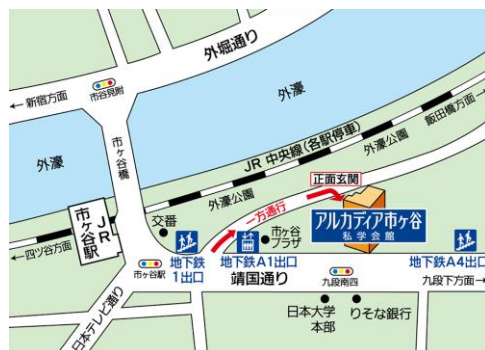 外堀通り
←新宿方面
市谷見附
外濠
飯田橋方面→
市ヶ谷橋
JR 中央線(各駅停車)
外濠公園
外濠
正面玄関
外濠公園
一方通行
アルカディア市ヶ谷
私学会館
JR
市ヶ谷駅
交番
市ヶ谷
プラザ
←四ツ谷方面
地下鉄
1出口
地下鉄A1出口
地下鉄A4出口
市ヶ谷駅
靖国通り
九段南四
九段下方面→
日本テレビ通り
日本大学
本部
りそな銀行